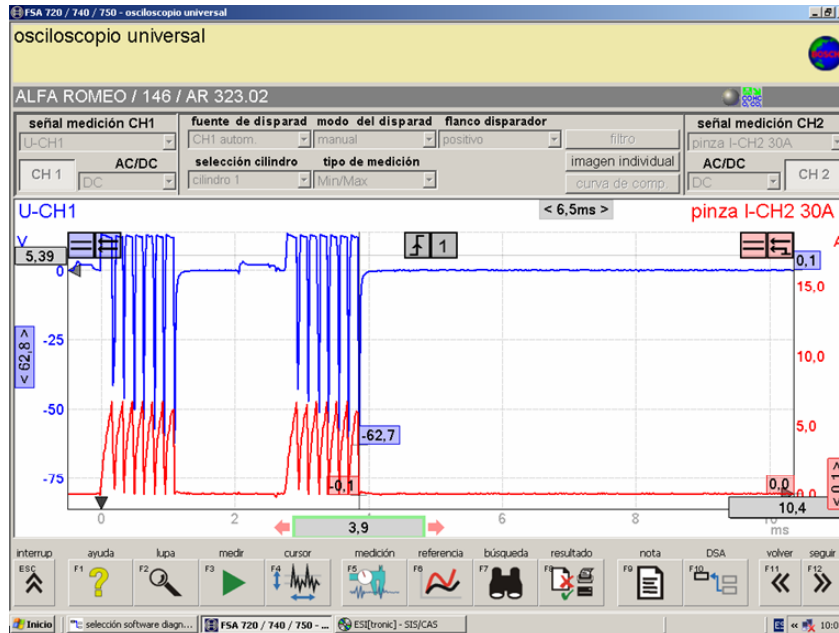 FSA 720 / 740 / 750 - osciloscopio universal
osciloscopio universal
BOSCH
ALFA ROMEO / 146 / AR 323.02
señal medición CH1
fuente de disparad
modo del disparad
flanco disparador
señal medición CH2
U-CH1
CH1 autom.
manual
positivo
filtro
pinza I-CH2 30A
AC/DC
selección cilindro
tipo de medición
imagen individual
AC/DC
CH 1
DC
cilindro 1
Min/Max
curva de comp.
DC
CH 2
U-CH1
< 6,5ms >
pinza I-CH2 30A
V
1
A
5,39
0,1
0
15,0
-25
< 62,8 >
10,0
-50
-62,7
5,0
-75
-0,1
0,0
0,0
< 0,1 >
10,4
0
2
3,9
6
ms
interrup
ayuda
lupa
medir
cursor
medición
referencia
búsqueda
resultado
nota
DSA
volver
seguir
ESC
F1
F2
F3
F4
F5
F6
F7
F8
F9
F10
F11
F12
Inicio
selección software diagn...
FSA 720 / 740 / 750 - ...
ESI[tronic] - SIS/CAS